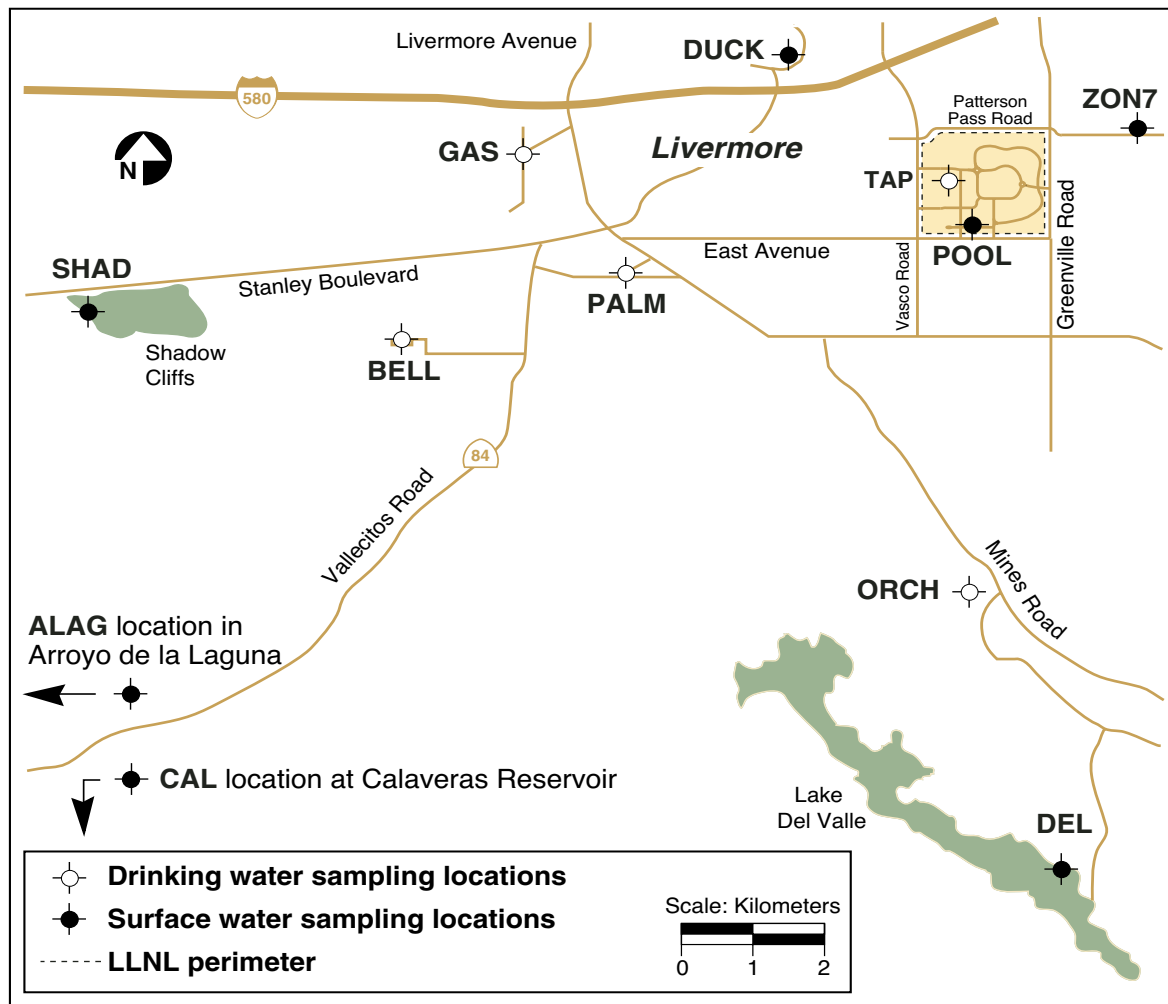 Livermore Avenue
DUCK
580
Patterson
Pass Road
ZON7
N
GAS
Livermore
TAP
Greenville Road
SHAD
Stanley Boulevard
East Avenue
Vasco Road
POOL
PALM
Shadow
Cliffs
BELL
84
Vallecitos Road
Mines Road
ORCH
ALAG location in
Arroyo de la Laguna
CAL location at Calaveras Reservoir
Lake
Del Valle
DEL
Drinking water sampling locations
Surface water sampling locations
LLNL perimeter
Scale: Kilometers
0 1 2